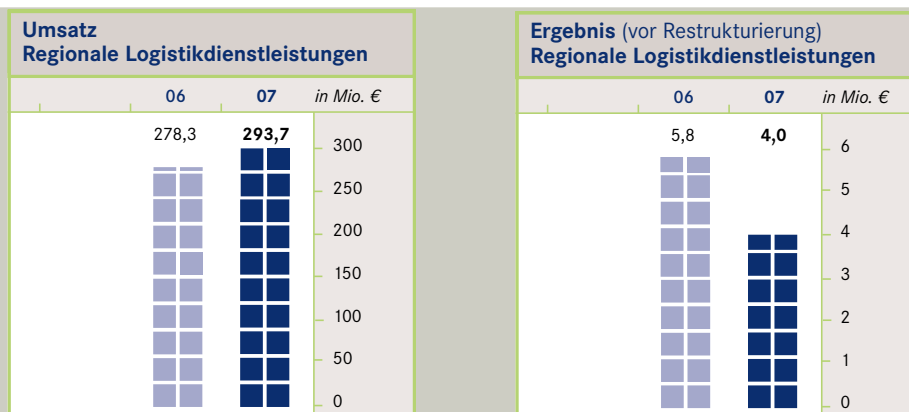 Umsatz
Regionale Logistikdienstleistungen
06 07 in Mio. €
278,3 293,7
300
250
200
150
100
50
0
Ergebnis (vor Restrukturierung)
Regionale Logistikdienstleistungen
06 07 in Mio. €
5,8 4,0
6
5
4
3
2
1
0